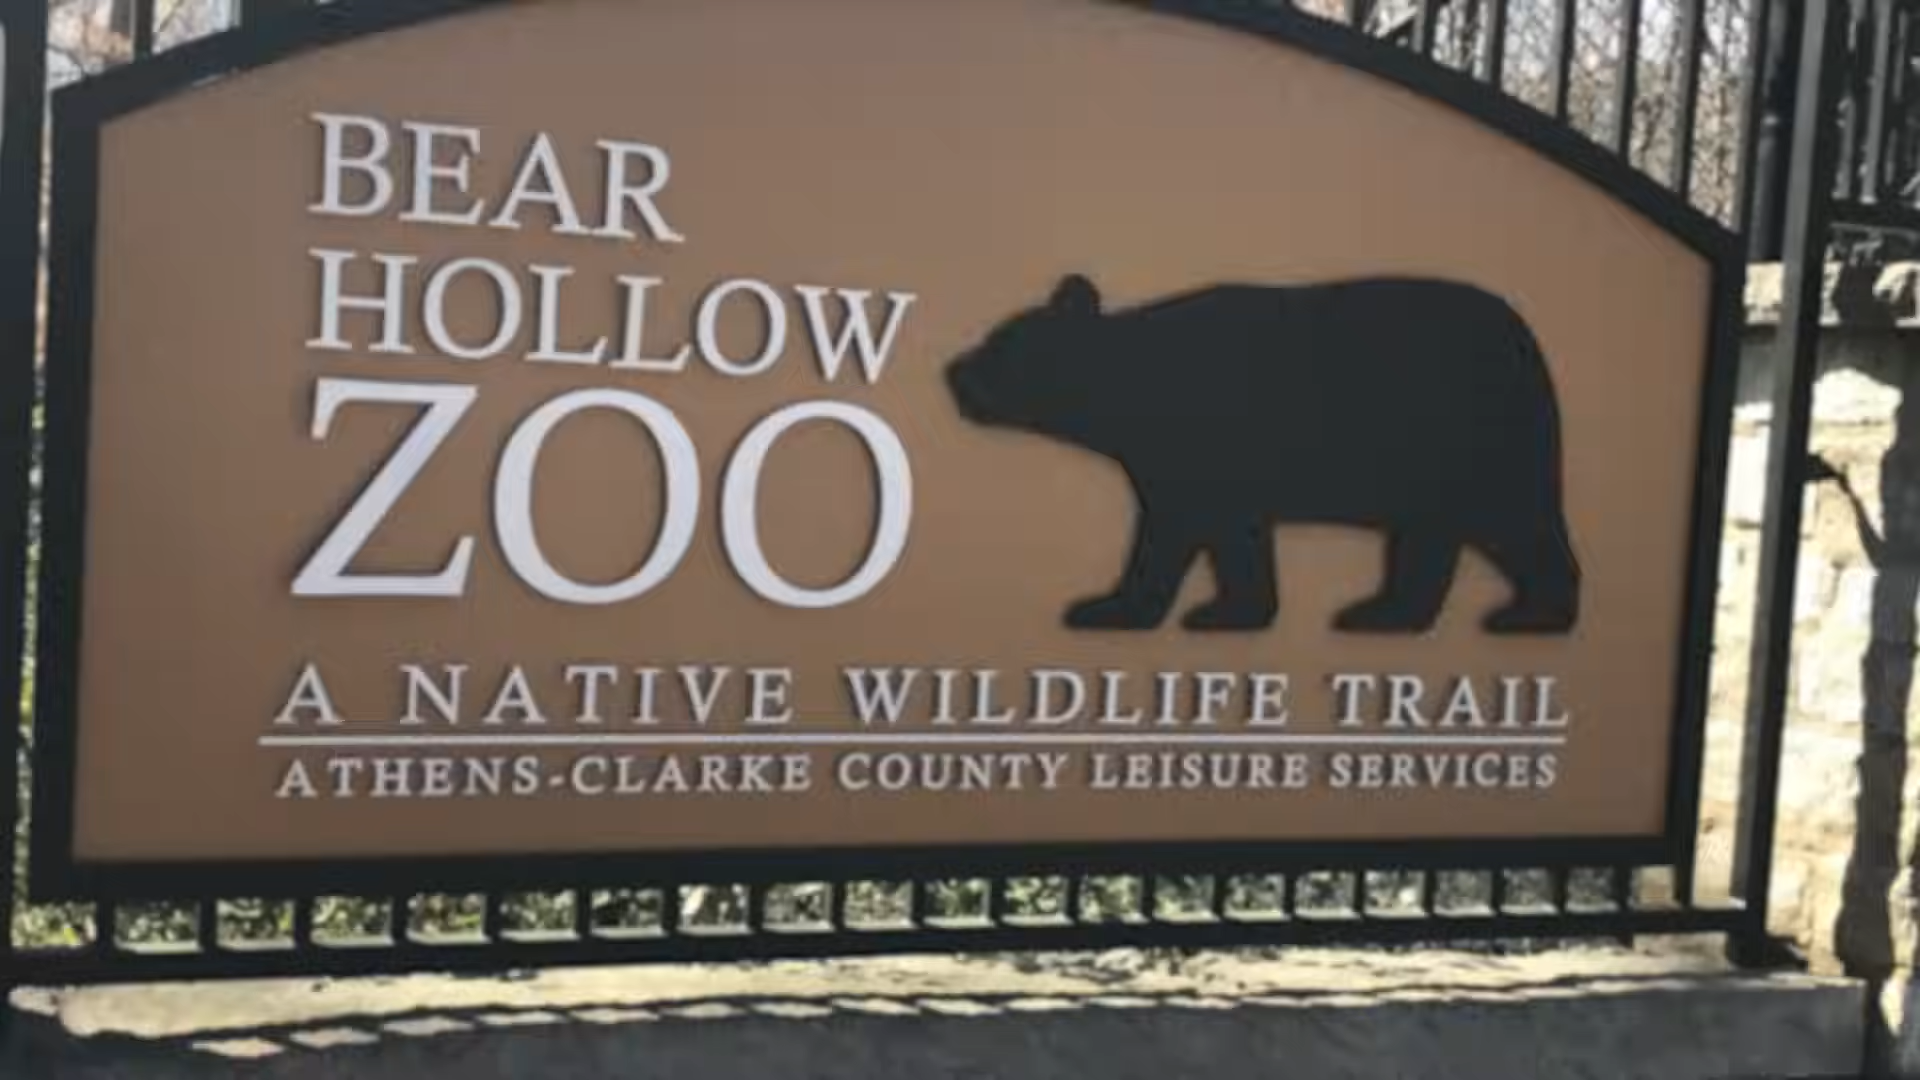 BEAR
HOLLOW
ZOO
A NATIVE WILDLIFE TRAIL
ATHENS-CLARKE COUNTY LEISURE SERVICES